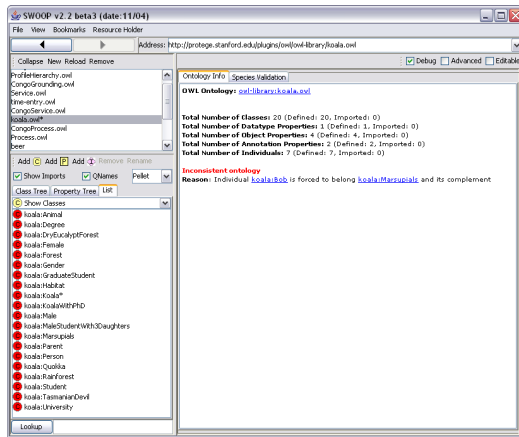 SWOOP v2.2 beta3 (date:11/04)
File View Bookmarks Resource Holder
Address: http://protege.stanford.edu/plugins/owl/owl-library/koala.owl
Debug Advanced Editable
Collapse New Reload Remove
ProfileHierarchy.owl
CongoGrounding.owl
Service.owl
time-entry.owl
CongoService.owl
koala.owl*
CongoProcess.owl
Process.owl
beer
Add C Add P Add I Remove Rename
Show Imports QNames Pellet
Class Tree Property Tree List
C Show Classes
C koala:Animal
C koala:Degree
C koala:DryEucalyptForest
C koala:Female
C koala:Forest
C koala:Gender
C koala:GraduateStudent
C koala:Habitat
C koala:Koala*
C koala:KoalaWithPhD
C koala:Male
C koala:MaleStudentWith3Daughters
C koala:Marsupials
C koala:Parent
C koala:Person
C koala:Quokka
C koala:Rainforest
C koala:Student
C koala:TasmanianDevil
C koala:University
Lookup
Ontology Info Species Validation
OWL Ontology: owl-library:koala.owl
Total Number of Classes: 20 (Defined: 20, Imported: 0)
Total Number of Datatype Properties: 1 (Defined: 1, Imported: 0)
Total Number of Object Properties: 4 (Defined: 4, Imported: 0)
Total Number of Annotation Properties: 2 (Defined: 2, Imported: 0)
Total Number of Individuals: 7 (Defined: 7, Imported: 0)
Inconsistent ontology
Reason: Individual koala:Bob is forced to belong koala:Marsupials and its complement